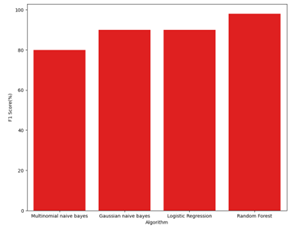 100
80
60
40
20
0
F1 Score(%)
Multinomial naive bayes Gaussian naive bayes Logistic Regression Random Forest
Algorithm